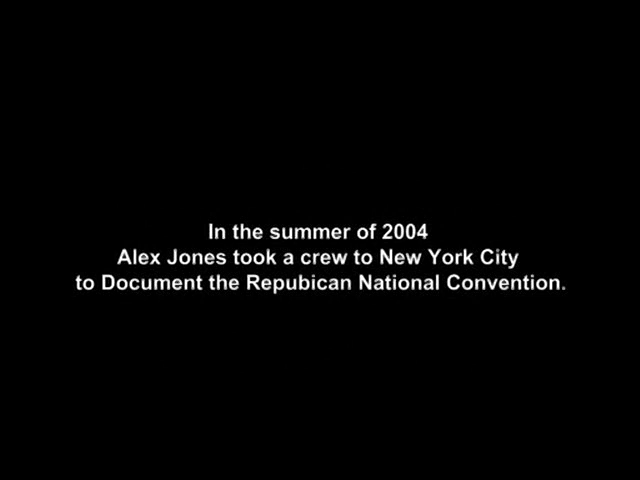 In the summer of 2004
Alex Jones took a crew to New York City
to Document the Repubican National Convention.